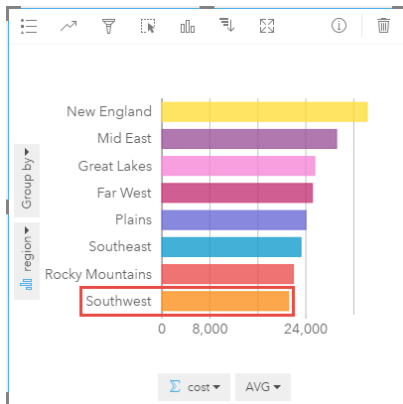 New England
Mid East
Great Lakes
Far West
Plains
Southeast
Rocky Mountains
Southwest
Group by
region
0 8,000 24,000
Σ cost AVG